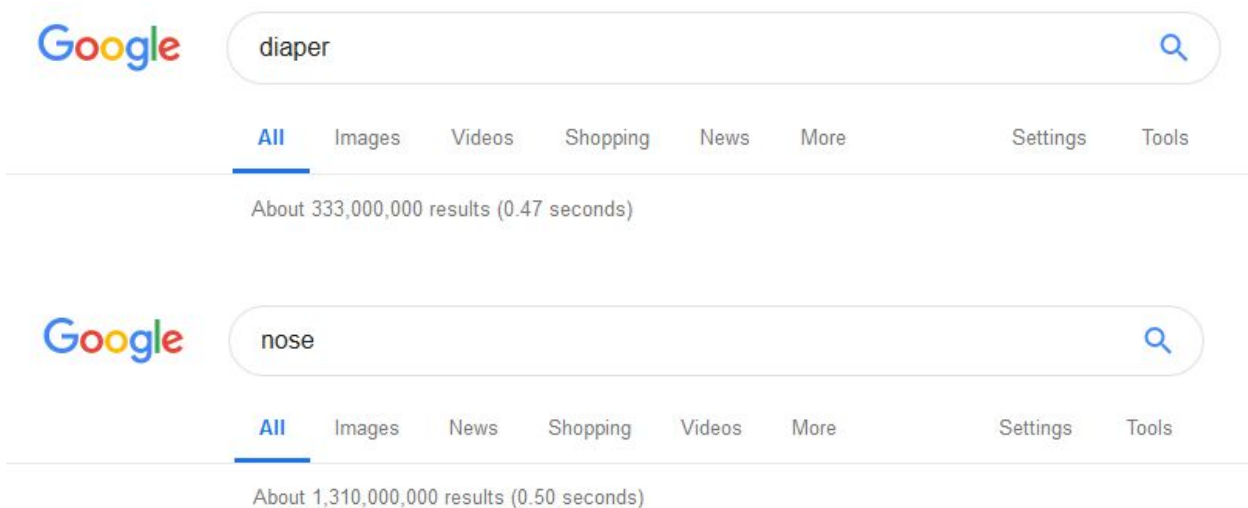 Google diaper
All Images Videos Shopping News More Settings Tools
About 333,000,000 results (0.47 seconds)
Google nose
All Images News Shopping Videos More Settings Tools
About 1,310,000,000 results (0.50 seconds)